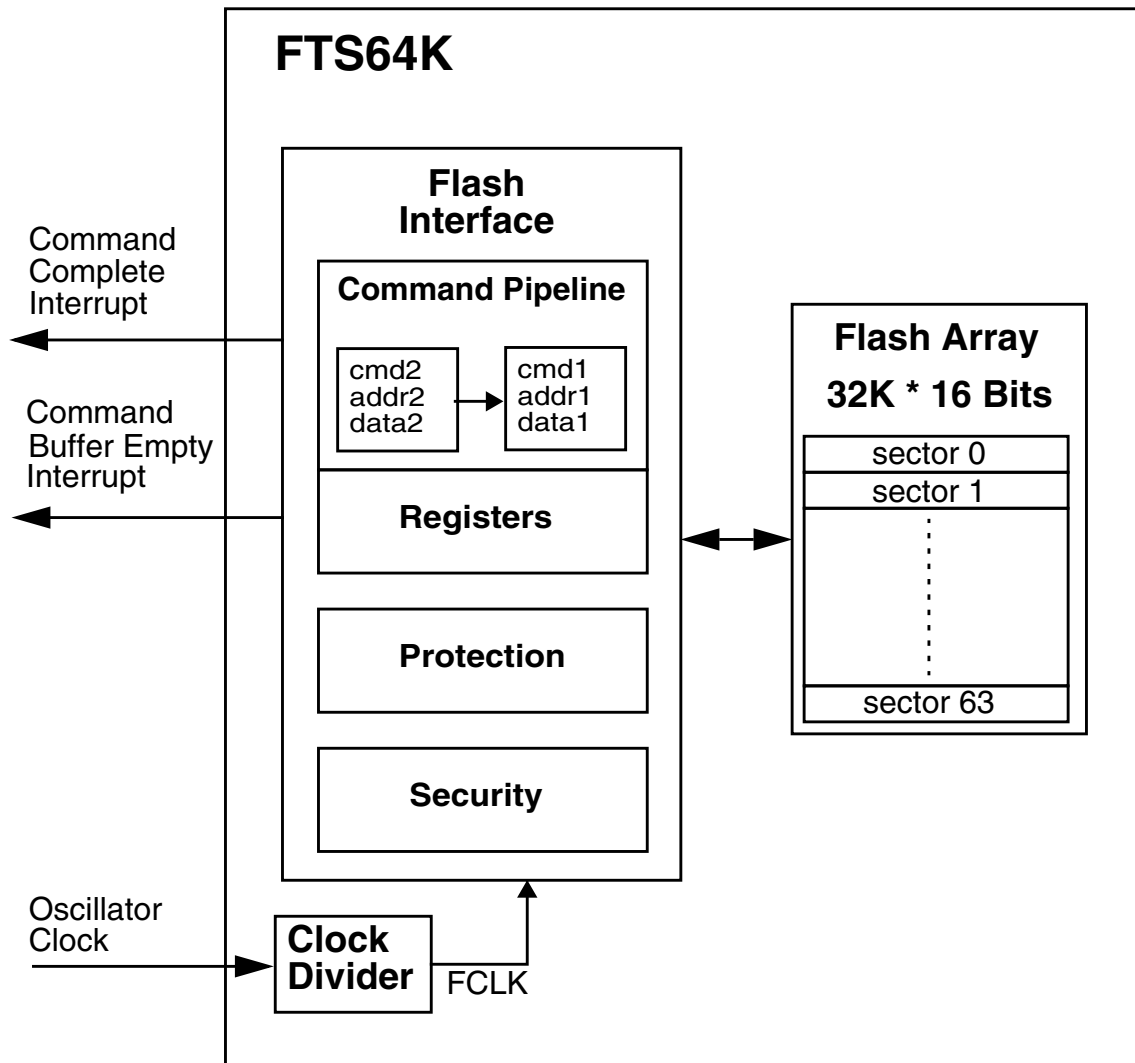 FTS64K
Flash
Interface
Command
Complete
Interrupt
Command Pipeline
cmd2
addr2
data2
cmd1
addr1
data1
Command
Buffer Empty
Interrupt
Registers
Protection
Security
Flash Array
32K * 16 Bits
sector 0
sector 1
sector 63
Oscillator
Clock
Clock
Divider
FCLK